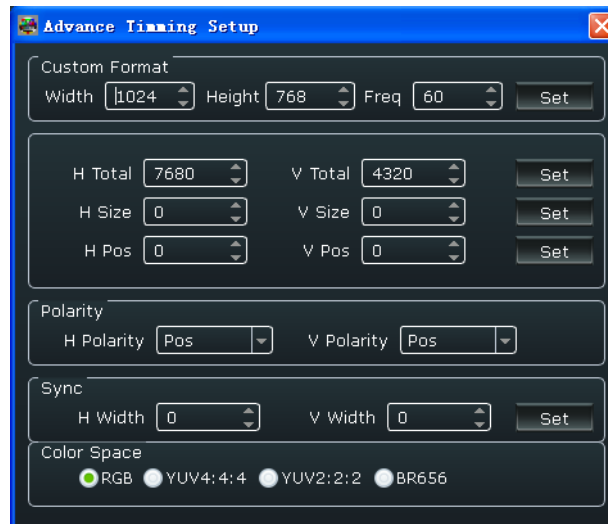 Advance Timming Setup
Custom Format
Width 1024 Height 768 Freq 60 Set
H Total 7680 V Total 4320 Set
H Size 0 V Size 0 Set
H Pos 0 V Pos 0 Set
Polarity
H Polarity Pos V Polarity Pos
Sync
H Width 0 V Width 0 Set
Color Space
RGB YUV4:4:4 YUV2:2:2 BR656